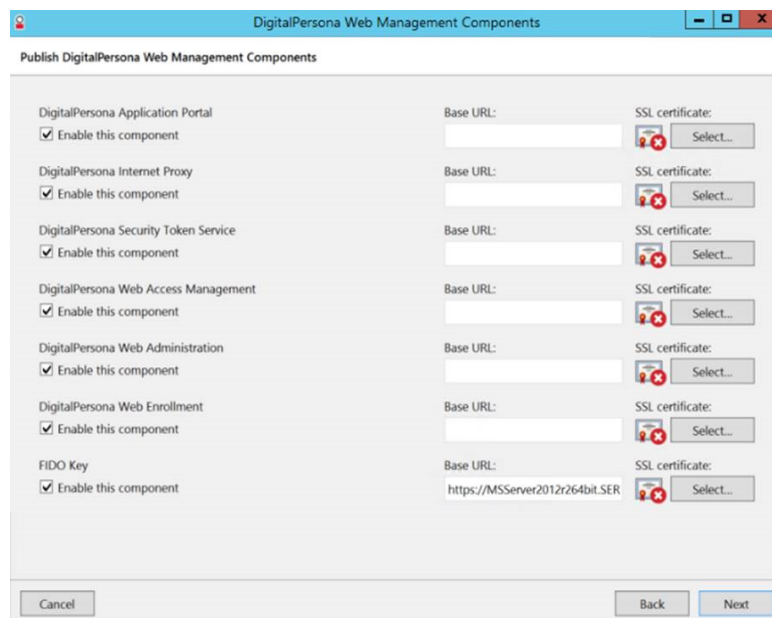 DigitalPersona Web Management Components
Publish DigitalPersona Web Management Components
DigitalPersona Application Portal Base URL: SSL certificate:
Enable this component Select...
DigitalPersona Internet Proxy Base URL: SSL certificate:
Enable this component Select...
DigitalPersona Security Token Service Base URL: SSL certificate:
Enable this component Select...
DigitalPersona Web Access Management Base URL: SSL certificate:
Enable this component Select...
DigitalPersona Web Administration Base URL: SSL certificate:
Enable this component Select...
DigitalPersona Web Enrollment Base URL: SSL certificate:
Enable this component Select...
FIDO Key Base URL: SSL certificate:
Enable this component https://MSServer2012r264bit.SER Select...
Cancel Back Next